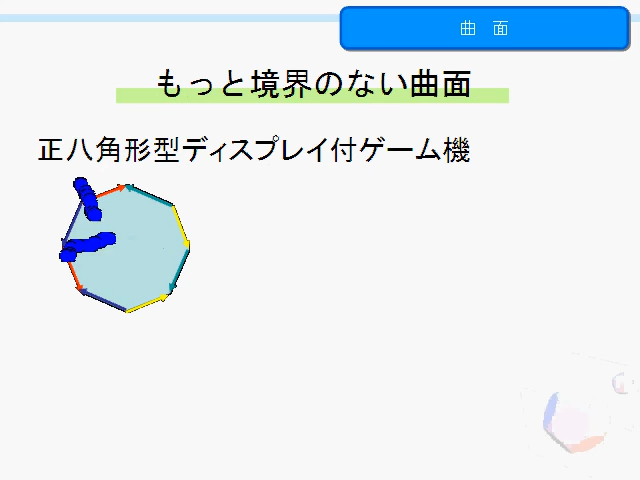 曲　面
もっと境界のない曲面
正八角形型ディスプレイ付ゲーム機